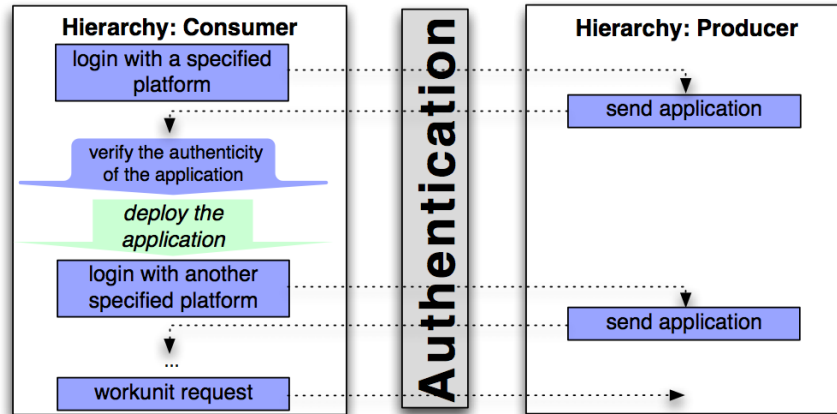 Hierarchy: Consumer
login with a specified
platform
verify the authenticity
of the application
deploy the
application
login with another
specified platform
...
workunit request
Authentication
Hierarchy: Producer
send application
send application